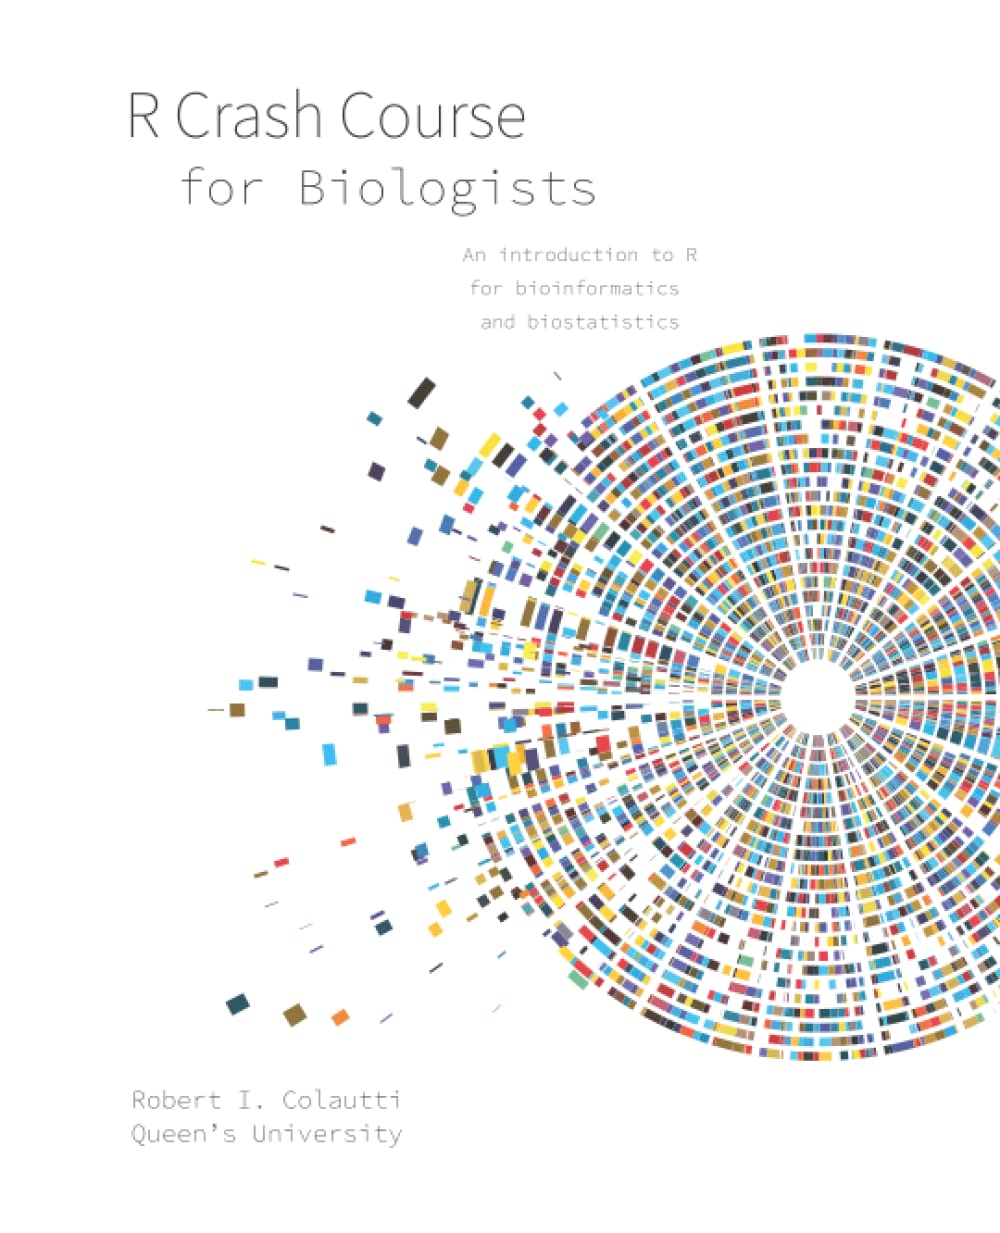 R Crash Course
for Biologists
An introduction to R
for bioinformatics
and biostatistics
Robert I. Colautti
Queen’s University